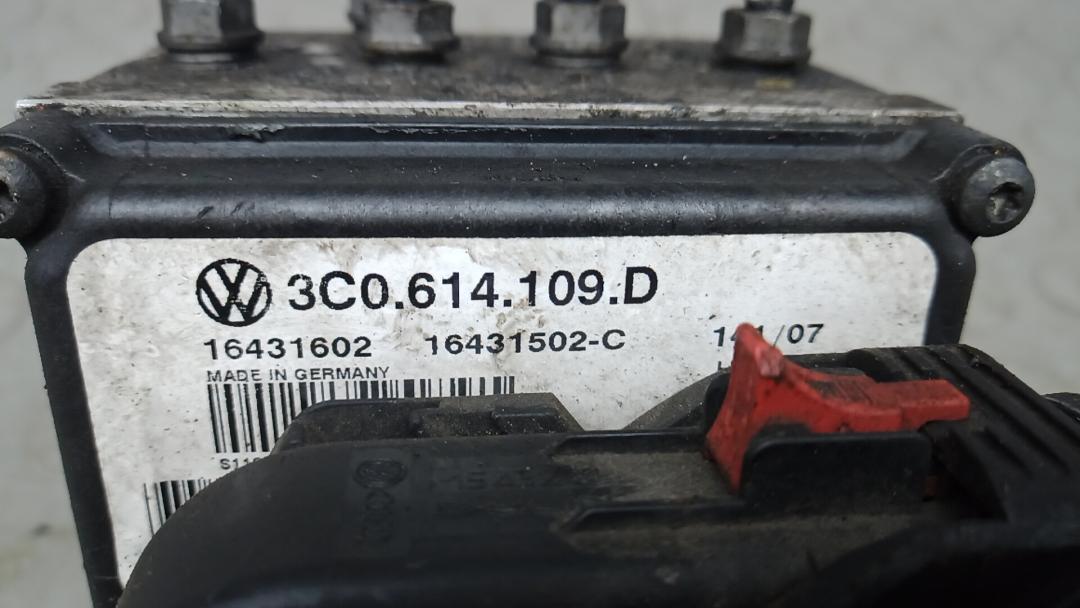 3C0.614.109.D
16431602 16431502-C
MADE IN GERMANY